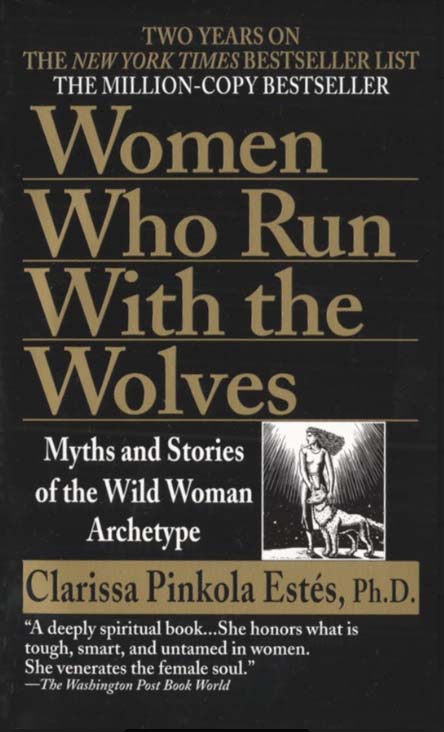 TWO YEARS ON
THE NEW YORK TIMES BESTSELLER LIST
THE MILLION-COPY BESTSELLER
Women
Who Run
With the
Wolves
Myths and Stories
of the Wild Woman
Archetype
Clarissa Pinkola Estés, Ph.D.
“A deeply spiritual book...She honors what is
tough, smart, and untamed in women.
She venerates the female soul.”
—The Washington Post Book World